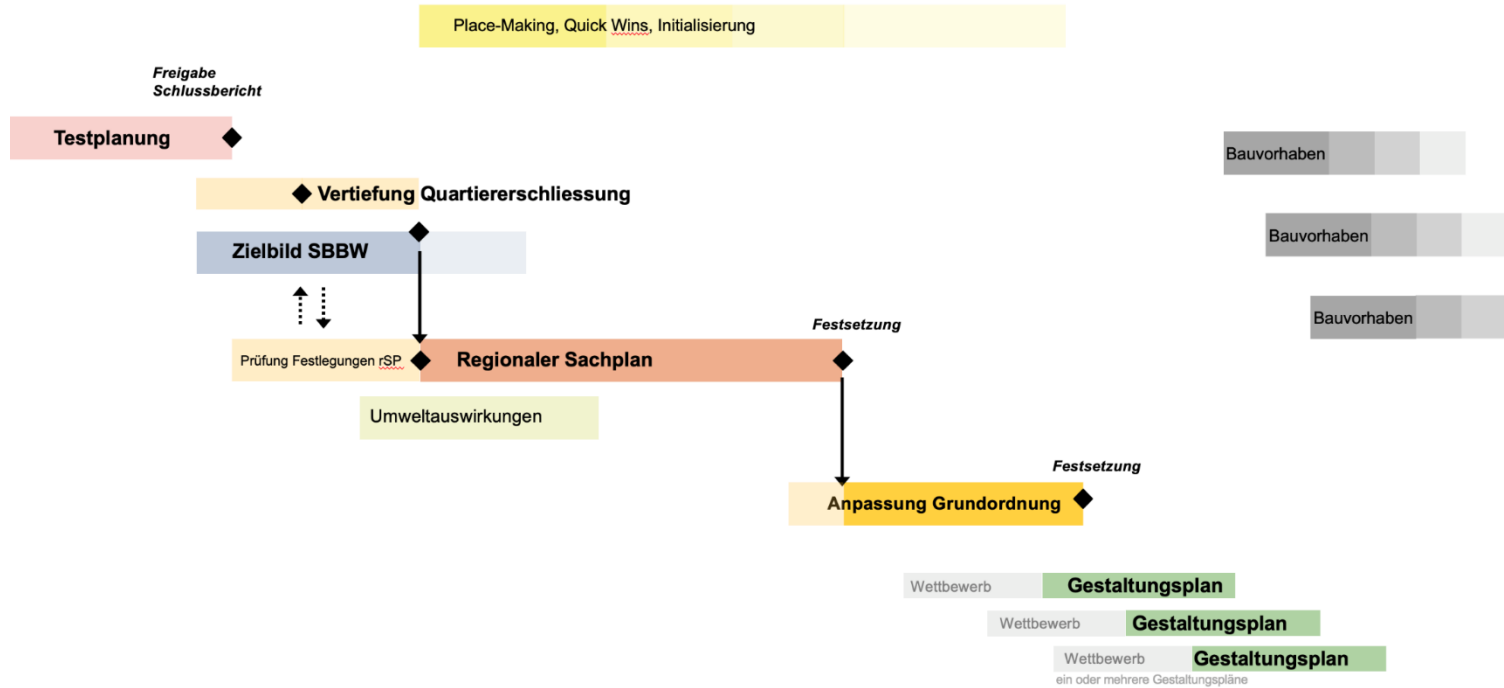 Place-Making, Quick Wins, Initialisierung
Freigabe
Schlussbericht
Testplanung
Bauvorhaben
Vertiefung Quartiererschliessung
Zielbild SBBW
Bauvorhaben
Bauvorhaben
Festsetzung
Prüfung Festlegungen rSP
Regionaler Sachplan
Umweltauswirkungen
Festsetzung
Anpassung Grundordnung
Wettbewerb
Gestaltungsplan
Wettbewerb
Gestaltungsplan
Wettbewerb
Gestaltungsplan
ein oder mehrere Gestaltungspläne